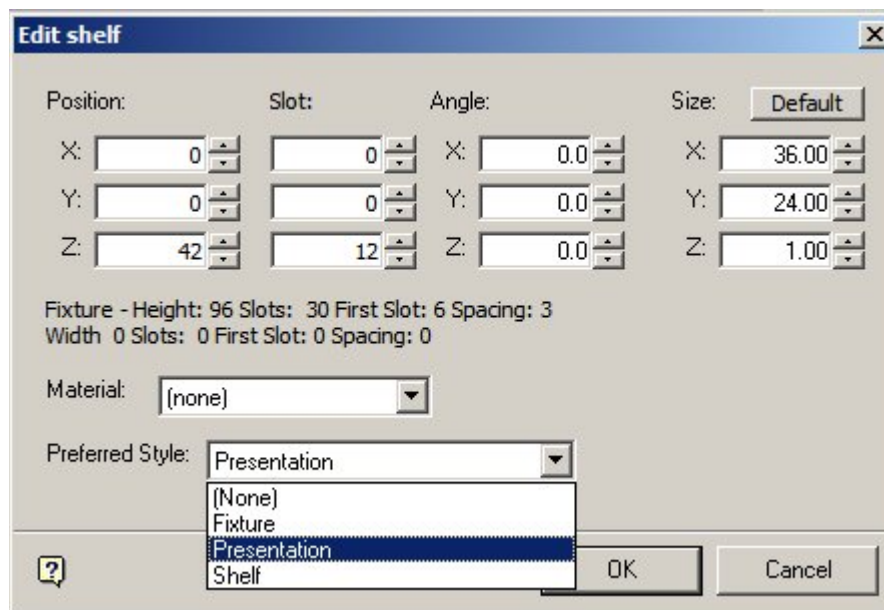 Edit shelf
Position: Slot: Angle: Size: Default
X: 0 0 X: 0.0 X: 36.00
Y: 0 0 Y: 0.0 Y: 24.00
Z: 42 12 Z: 0.0 Z: 1.00
Fixture - Height: 96 Slots: 30 First Slot: 6 Spacing: 3
Width 0 Slots: 0 First Slot: 0 Spacing: 0
Material: (none)
Preferred Style: Presentation
(None)
Fixture
Presentation
Shelf
? OK Cancel